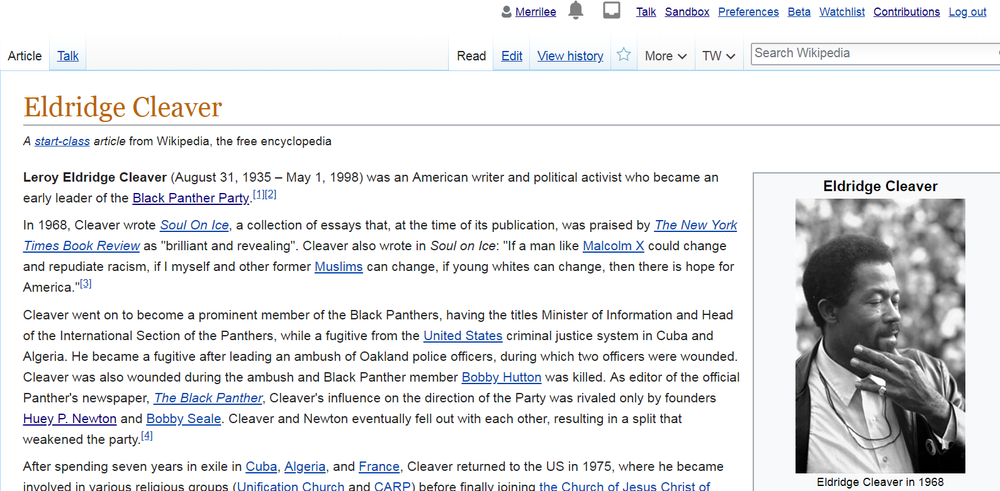 Merrilee Talk Sandbox Preferences Beta Watchlist Contributions Log out
Article Talk Read Edit View history More TW Search Wikipedia
Eldridge Cleaver
A start-class article from Wikipedia, the free encyclopedia
Leroy Eldridge Cleaver (August 31, 1935 – May 1, 1998) was an American writer and political activist who became an
early leader of the Black Panther Party.[1][2]
In 1968, Cleaver wrote Soul On Ice, a collection of essays that, at the time of its publication, was praised by The New York
Times Book Review as "brilliant and revealing". Cleaver also wrote in Soul on Ice: "If a man like Malcolm X could change
and repudiate racism, if I myself and other former Muslims can change, if young whites can change, then there is hope for
America."[3]
Cleaver went on to become a prominent member of the Black Panthers, having the titles Minister of Information and Head
of the International Section of the Panthers, while a fugitive from the United States criminal justice system in Cuba and
Algeria. He became a fugitive after leading an ambush of Oakland police officers, during which two officers were wounded.
Cleaver was also wounded during the ambush and Black Panther member Bobby Hutton was killed. As editor of the official
Panther's newspaper, The Black Panther, Cleaver's influence on the direction of the Party was rivaled only by founders
Huey P. Newton and Bobby Seale. Cleaver and Newton eventually fell out with each other, resulting in a split that
weakened the party.[4]
After spending seven years in exile in Cuba, Algeria, and France, Cleaver returned to the US in 1975, where he became
involved in various religious groups (Unification Church and CARP) before finally joining the Church of Jesus Christ of
Eldridge Cleaver
Eldridge Cleaver in 1968